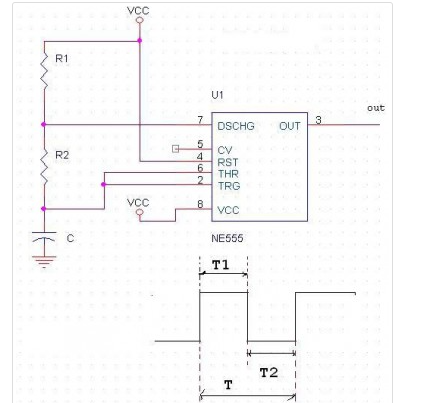 VCC
R1
U1
out
7
DSCHG
OUT
3
R2
5
CV
4
RST
6
THR
2
TRG
VCC
8
VCC
C
NE555
T1
T2
T